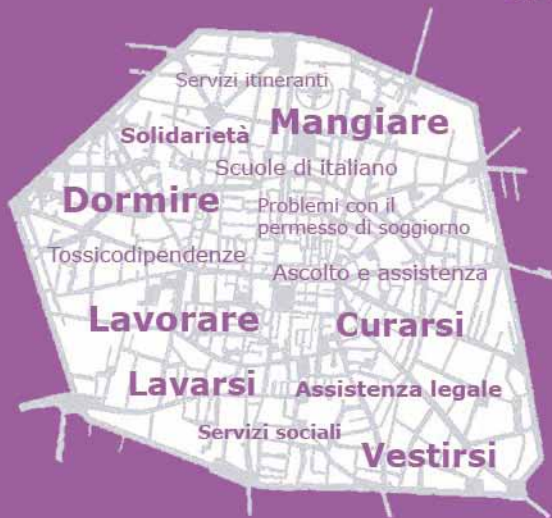 Servizi itineranti
Mangiare
Solidarietà
Scuole di italiano
Dormire
Problemi con il
permesso di soggiorno
Tossicodipendenze
Ascolto e assistenza
Lavorare
Curarsi
Lavarsi
Assistenza legale
Servizi sociali
Vestirsi